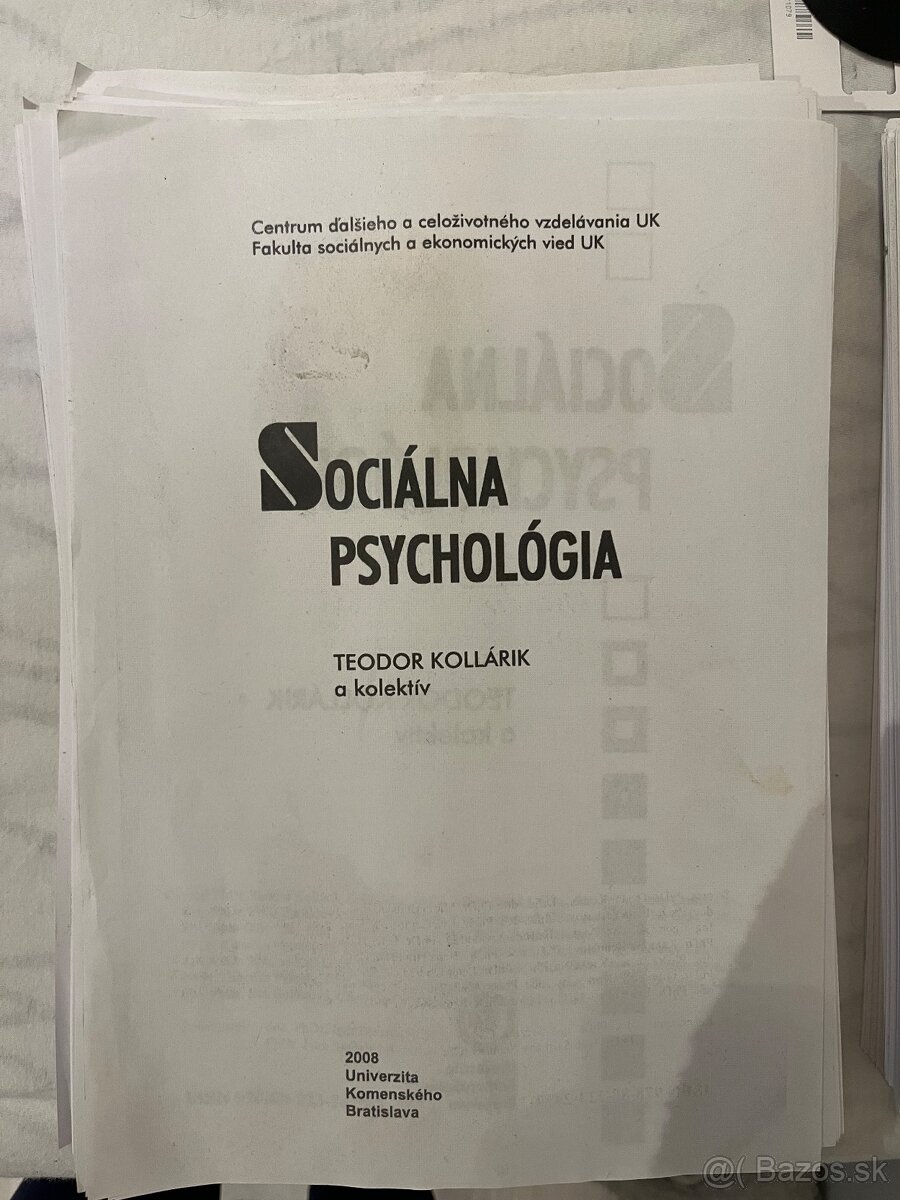 Centrum ďalšieho a celoživotného vzdelávania UK
Fakulta sociálnych a ekonomických vied UK
SOCIÁLNA
PSYCHOLÓGIA
TEODOR KOLLÁRIK
a kolektív
2008
Univerzita
Komenského
Bratislava
@( Bazos.sk